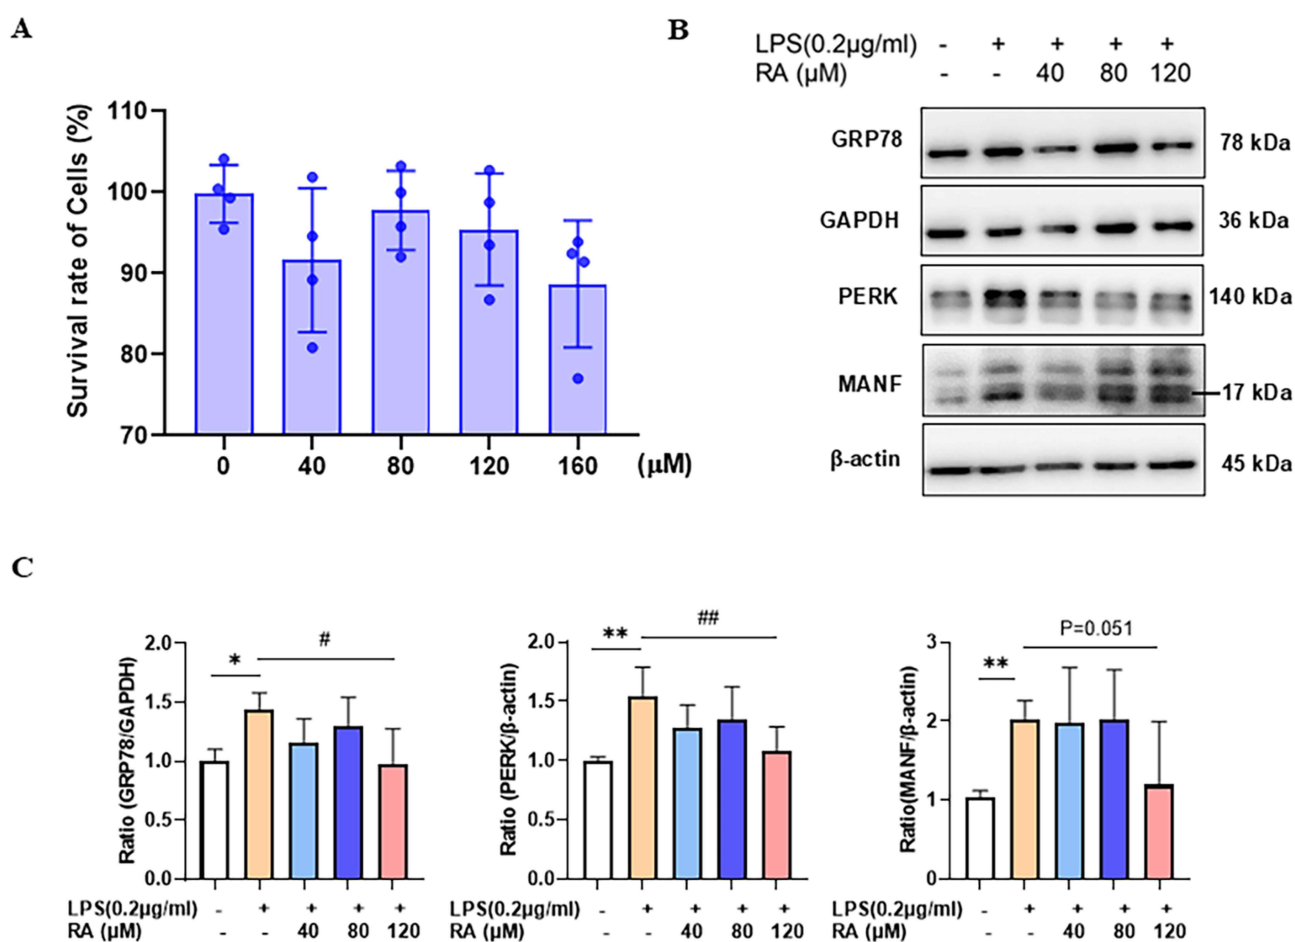 A
Survival rate of Cells (%)
110
100
90
80
70
0 40 80 120 160 (μM)
B
LPS(0.2μg/ml) - + + + +
RA (μM) - - 40 80 120
GRP78 78 kDa
GAPDH 36 kDa
PERK 140 kDa
MANF 17 kDa
β-actin 45 kDa
C
Ratio (GRP78/GAPDH)
2.0
1.5
1.0
0.5
0.0
* #
LPS(0.2μg/ml) - + + + +
RA (μM) - - 40 80 120
Ratio (PERK/β-actin)
2.0
1.5
1.0
0.5
0.0
** ##
LPS(0.2μg/ml) - + + + +
RA (μM) - - 40 80 120
Ratio(MANF/β-actin)
3
2
1
0
** P=0.051
LPS(0.2μg/ml) - + + + +
RA (μM) - - 40 80 120